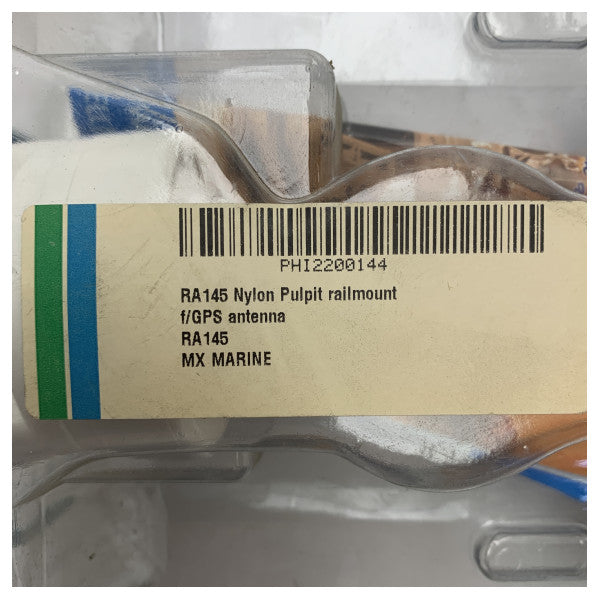 PHI2200144
RA145 Nylon Pulpit railmount
f/GPS antenna
RA145
MX MARINE